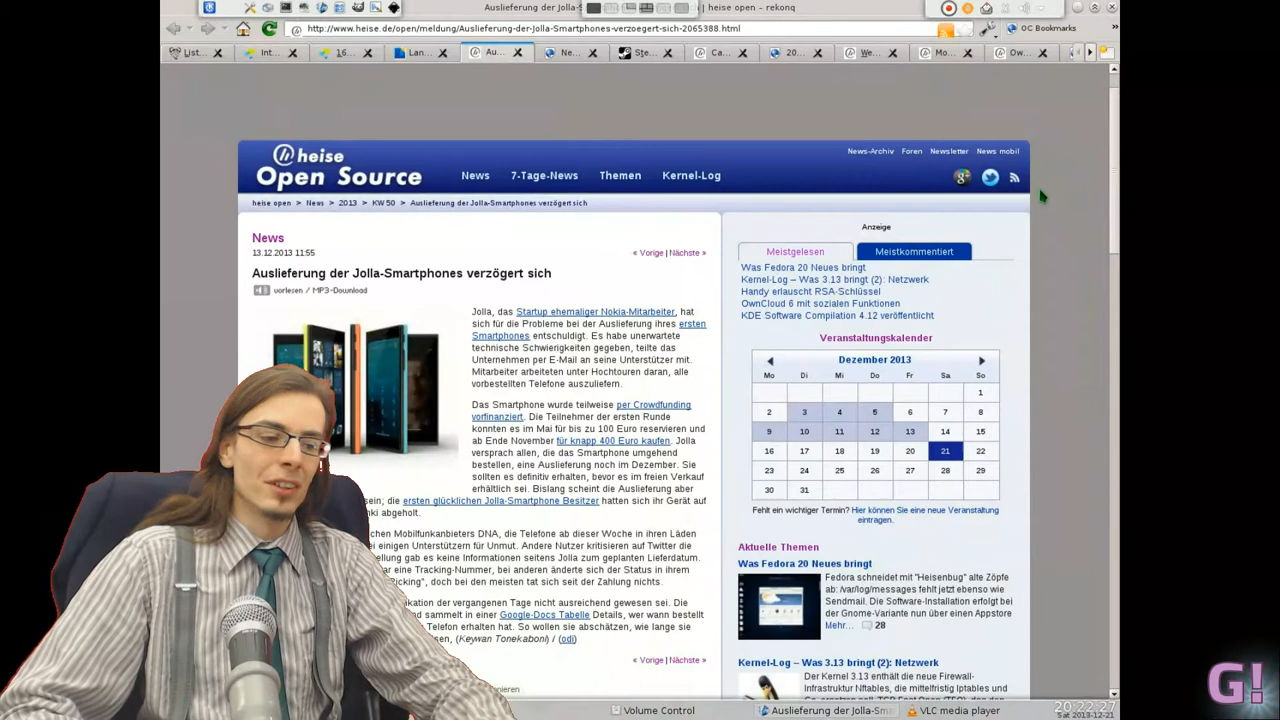 Auslieferung der Jolla-S
| heise open – rekonq
http://www.heise.de/open/meldung/Auslieferung-der-Jolla-Smartphones-verzoegert-sich-2065388.html
OC Bookmarks
List...
Int...
16...
Lan...
Au...
Ne...
Ste...
Ca...
20...
We...
Mo...
Ow...
heise
Open Source
News-Archiv Foren Newsletter News mobil
News 7-Tage-News Themen Kernel-Log
heise open > News > 2013 > KW 50 > Auslieferung der Jolla-Smartphones verzögert sich
News
13.12.2013 11:55
« Vorige | Nächste »
Auslieferung der Jolla-Smartphones verzögert sich
vorlesen / MP3-Download
Jolla, das Startup ehemaliger Nokia-Mitarbeiter, hat
sich für die Probleme bei der Auslieferung ihres ersten
Smartphones entschuldigt. Es habe unerwartete
technische Schwierigkeiten gegeben, teilte das
Unternehmen per E-Mail an seine Unterstützer mit.
Mitarbeiter arbeiteten unter Hochtouren daran, alle
vorbestellten Telefone auszuliefern.
Das Smartphone wurde teilweise per Crowdfunding
vorfinanziert. Die Teilnehmer der ersten Runde
konnten es im Mai für bis zu 100 Euro reservieren und
ab Ende November für knapp 400 Euro kaufen. Jolla
versprach allen, die das Smartphone umgehend
bestellen, eine Auslieferung noch im Dezember. Sie
sollten es definitiv erhalten, bevor es im freien Verkauf
erhältlich sei. Bislang scheint die Auslieferung aber
sein; die ersten glücklichen Jolla-Smartphone Besitzer hatten sich ihr Gerät auf
nki abgeholt.
chen Mobilfunkanbieters DNA, die Telefone ab dieser Woche in ihren Läden
ei einigen Unterstützern für Unmut. Andere Nutzer kritisieren auf Twitter die
ellung gab es keine Informationen seitens Jolla zum geplanten Lieferdatum.
ar eine Tracking-Nummer, bei anderen änderte sich der Status in ihrem
Picking", doch bei den meisten tat sich seit der Zahlung nichts.
ikation der vergangenen Tage nicht ausreichend gewesen sei. Die
nd sammelt in einer Google-Docs Tabelle Details, wer wann bestellt
Telefon erhalten hat. So wollen sie abschätzen, wie lange sie
sen, (Keywan Tonekaboni) / (odi)
« Vorige | Nächste »
Anzeige
Meistgelesen
Meistkommentiert
Was Fedora 20 Neues bringt
Kernel-Log – Was 3.13 bringt (2): Netzwerk
Handy erlauscht RSA-Schlüssel
OwnCloud 6 mit sozialen Funktionen
KDE Software Compilation 4.12 veröffentlicht
Veranstaltungskalender
Dezember 2013
Mo Di Mi Do Fr Sa So
1
2 3 4 5 6 7 8
9 10 11 12 13 14 15
16 17 18 19 20 21 22
23 24 25 26 27 28 29
30 31
Fehlt ein wichtiger Termin? Hier können Sie eine neue Veranstaltung
eintragen.
Aktuelle Themen
Was Fedora 20 Neues bringt
Fedora schneidet mit "Heisenbug" alte Zöpfe
ab: /var/log/messages fehlt jetzt ebenso wie
Sendmail. Die Software-Installation erfolgt bei
der Gnome-Variante nun über einen Appstore
Mehr... 28
Kernel-Log – Was 3.13 bringt (2): Netzwerk
Der Kernel 3.13 enthält die neue Firewall-
Infrastruktur Nftables, die mittelfristig Iptables und
Volume Control
Auslieferung der Jolla-Sma
VLC media player
20:22:27
Sat 2013-12-21
G!